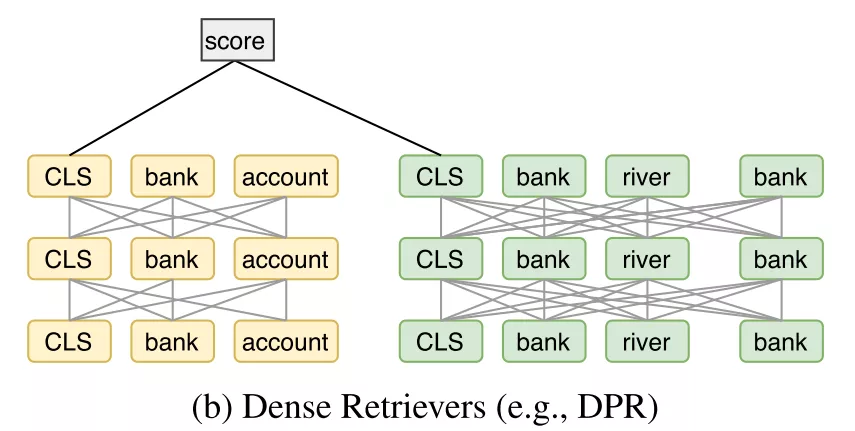 score
CLS bank account CLS bank river bank
CLS bank account CLS bank river bank
CLS bank account CLS bank river bank
(b) Dense Retrievers (e.g., DPR)